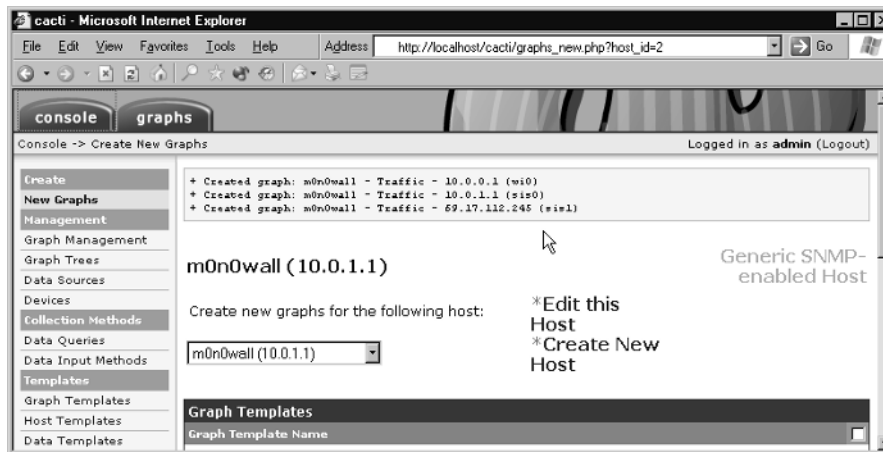 cacti - Microsoft Internet Explorer
File Edit View Favorites Tools Help Address http://localhost/cacti/graphs_new.php?host_id=2 Go
console graphs
Console -> Create New Graphs Logged in as admin (Logout)
Create
New Graphs
Management
Graph Management
Graph Trees
Data Sources
Devices
Collection Methods
Data Queries
Data Input Methods
Templates
Graph Templates
Host Templates
Data Templates
+ Created graph: m0n0wall - Traffic - 10.0.0.1 (wi0)
+ Created graph: m0n0wall - Traffic - 10.0.1.1 (sis0)
+ Created graph: m0n0wall - Traffic - 69.17.112.245 (sis1)
m0n0wall (10.0.1.1)
Generic SNMP-
enabled Host
Create new graphs for the following host:
*Edit this
Host
*Create New
Host
m0n0wall (10.0.1.1)
Graph Templates
Graph Template Name